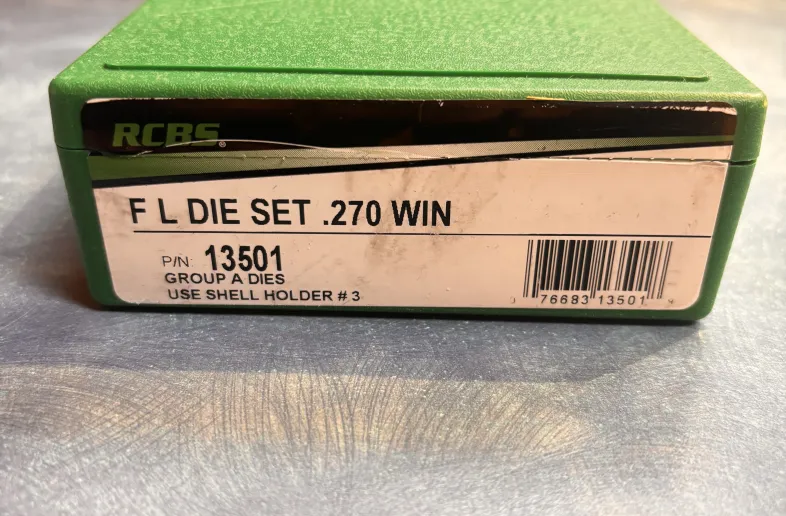 RCBS®
F L DIE SET .270 WIN
P/N: 13501
GROUP A DIES
USE SHELL HOLDER # 3
76683 13501